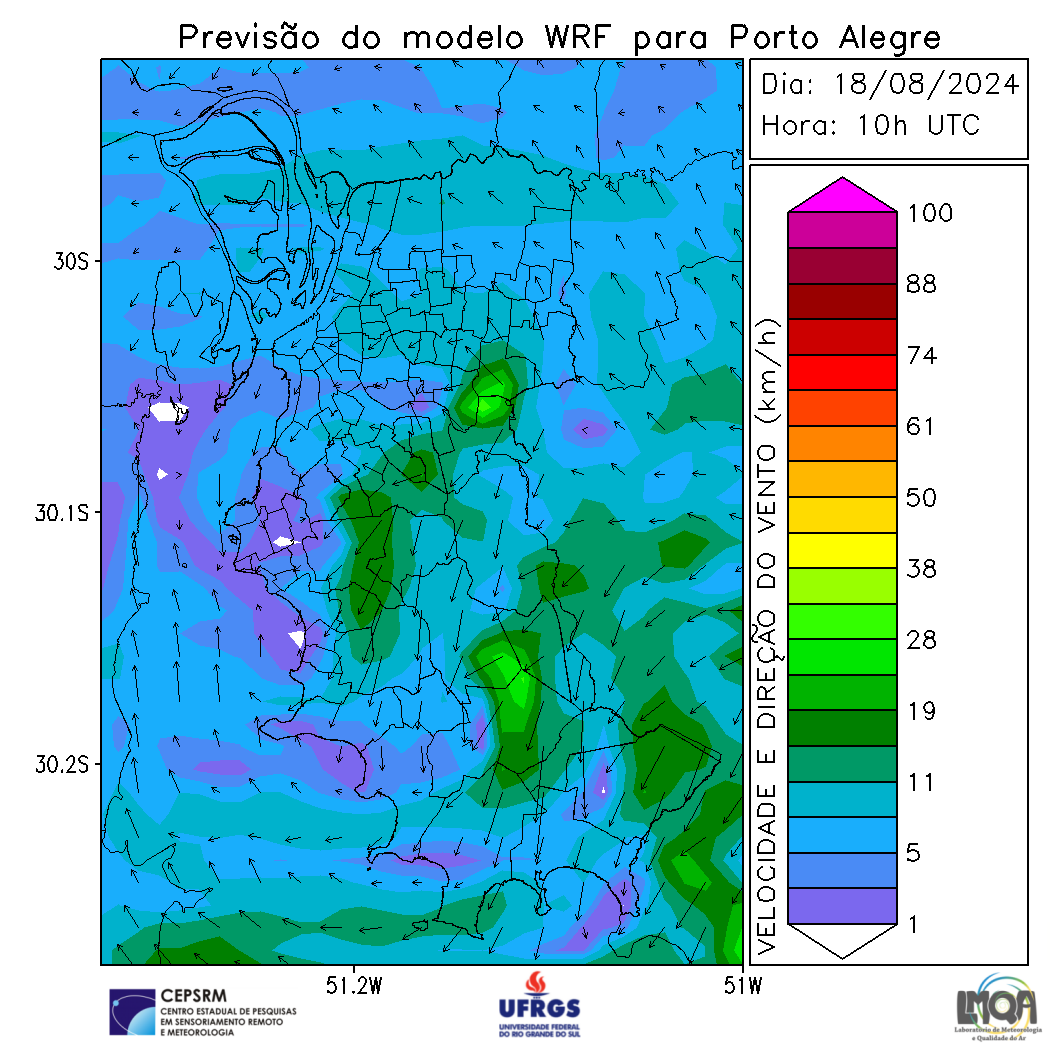 Previsão do modelo WRF para Porto Alegre
Dia: 18/08/2024
Hora: 10h UTC
30S
30.1S
30.2S
51.2W
51W
VELOCIDADE E DIREÇÃO DO VENTO (km/h)
100
88
74
61
50
38
28
19
11
5
1
CEPSRM
CENTRO ESTADUAL DE PESQUISAS
EM SENSORIAMENTO REMOTO
E METEOROLOGIA
UFRGS
UNIVERSIDADE FEDERAL
DO RIO GRANDE DO SUL
LMQA
Laboratório de Meteorologia
e Qualidade do Ar